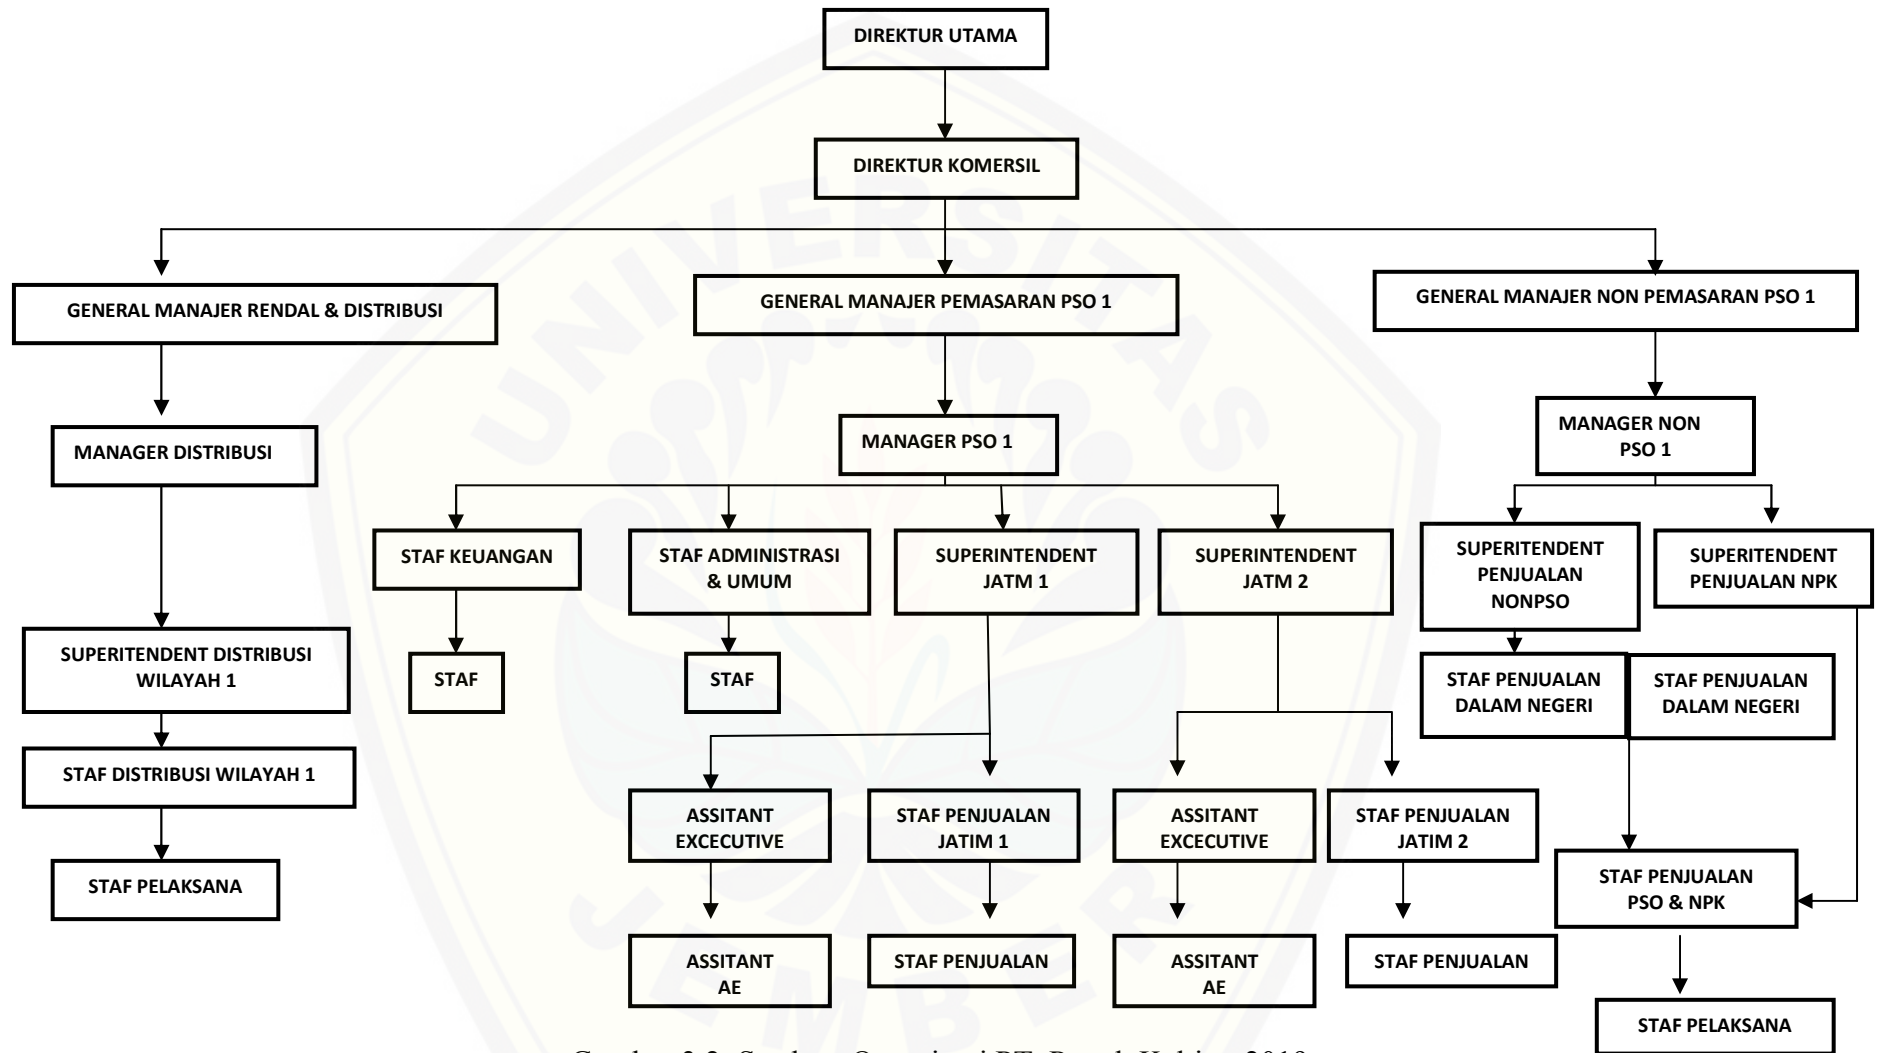 DIREKTUR UTAMA
DIREKTUR KOMERSIL
GENERAL MANAJER RENDAL & DISTRIBUSI
GENERAL MANAJER PEMASARAN PSO 1
GENERAL MANAJER NON PEMASARAN PSO 1
MANAGER DISTRIBUSI
MANAGER PSO 1
MANAGER NON
PSO 1
STAF KEUANGAN
STAF ADMINISTRASI
& UMUM
SUPERINTENDENT
JATM 1
SUPERINTENDENT
JATM 2
SUPERITENDENT
PENJUALAN
NONPSO
SUPERITENDENT
PENJUALAN NPK
SUPERITENDENT DISTRIBUSI
WILAYAH 1
STAF
STAF
STAF PENJUALAN
DALAM NEGERI
STAF PENJUALAN
DALAM NEGERI
STAF DISTRIBUSI WILAYAH 1
ASSITANT
EXCECUTIVE
STAF PENJUALAN
JATIM 1
ASSITANT
EXCECUTIVE
STAF PENJUALAN
JATIM 2
STAF PELAKSANA
STAF PENJUALAN
PSO & NPK
ASSITANT
AE
STAF PENJUALAN
ASSITANT
AE
STAF PENJUALAN
STAF PELAKSANA
UNIVERSITAS
JEMBER